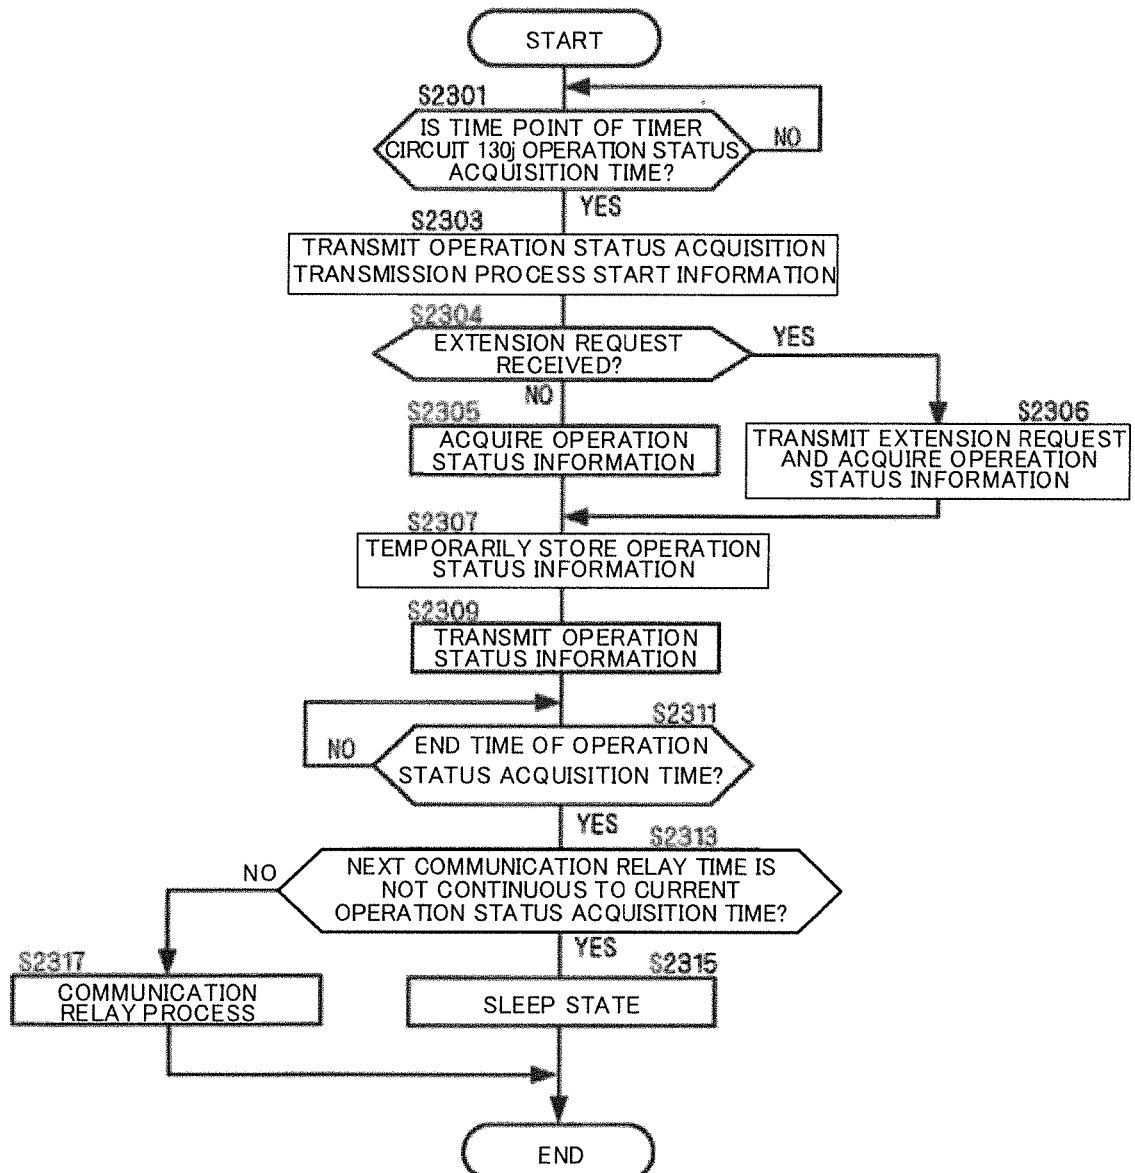 START
S2301
IS TIME POINT OF TIMER
CIRCUIT 130j OPERATION STATUS
ACQUISITION TIME?
NO
YES
S2303
TRANSMIT OPERATION STATUS ACQUISITION
TRANSMISSION PROCESS START INFORMATION
S2304
EXTENSION REQUEST
RECEIVED?
YES
NO
S2305
ACQUIRE OPERATION
STATUS INFORMATION
S2306
TRANSMIT EXTENSION REQUEST
AND ACQUIRE OPEREATION
STATUS INFORMATION
S2307
TEMPORARILY STORE OPERATION
STATUS INFORMATION
S2309
TRANSMIT OPERATION
STATUS INFORMATION
S2311
END TIME OF OPERATION
STATUS ACQUISITION TIME?
NO
YES
S2313
NEXT COMMUNICATION RELAY TIME IS
NOT CONTINUOUS TO CURRENT
OPERATION STATUS ACQUISITION TIME?
NO
YES
S2317
COMMUNICATION
RELAY PROCESS
S2315
SLEEP STATE
END